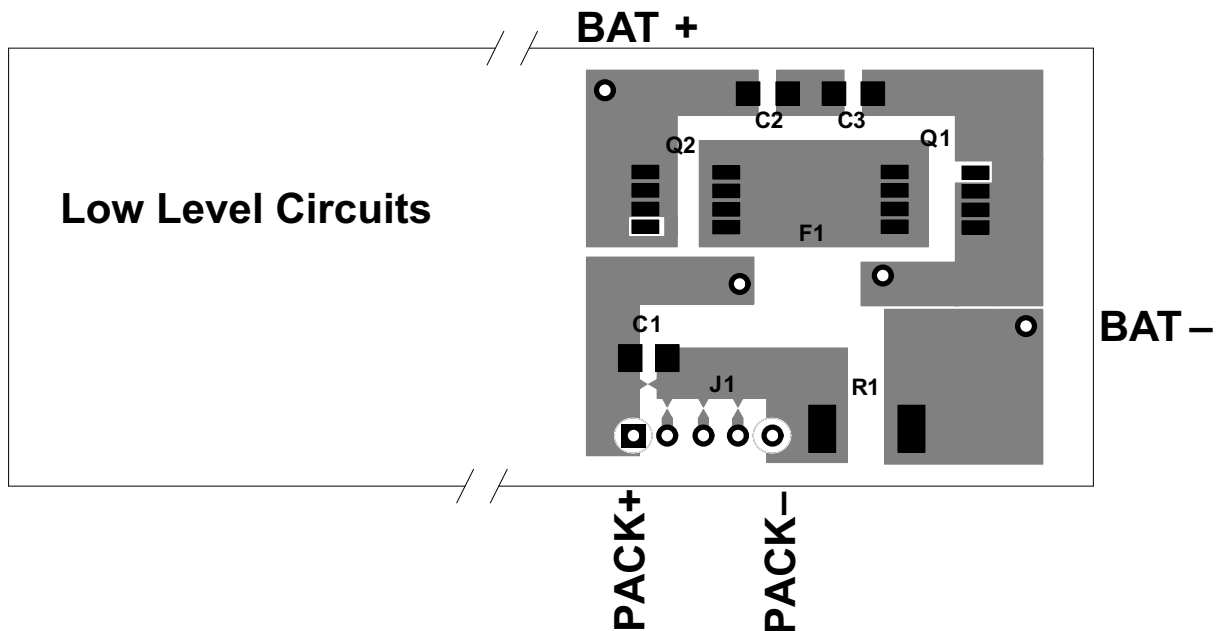 BAT +
C2
C3
Q2
Q1
Low Level Circuits
F1
C1
BAT –
J1
R1
PACK+
PACK–